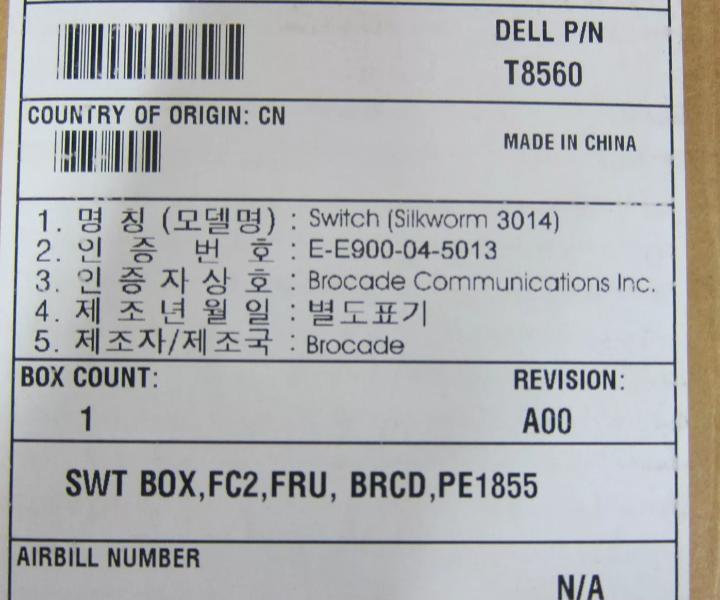 DELL P/N
T8560
COUNTRY OF ORIGIN: CN
MADE IN CHINA
1. 명 칭 (모델명) : Switch (Silkworm 3014)
2. 인 증 번 호 : E-E900-04-5013
3. 인증자상호 : Brocade Communications Inc.
4. 제 조 년 월 일 : 별도표기
5. 제조자/제조국 : Brocade
BOX COUNT:
1
REVISION:
A00
SWT BOX,FC2,FRU, BRCD,PE1855
AIRBILL NUMBER
N/A